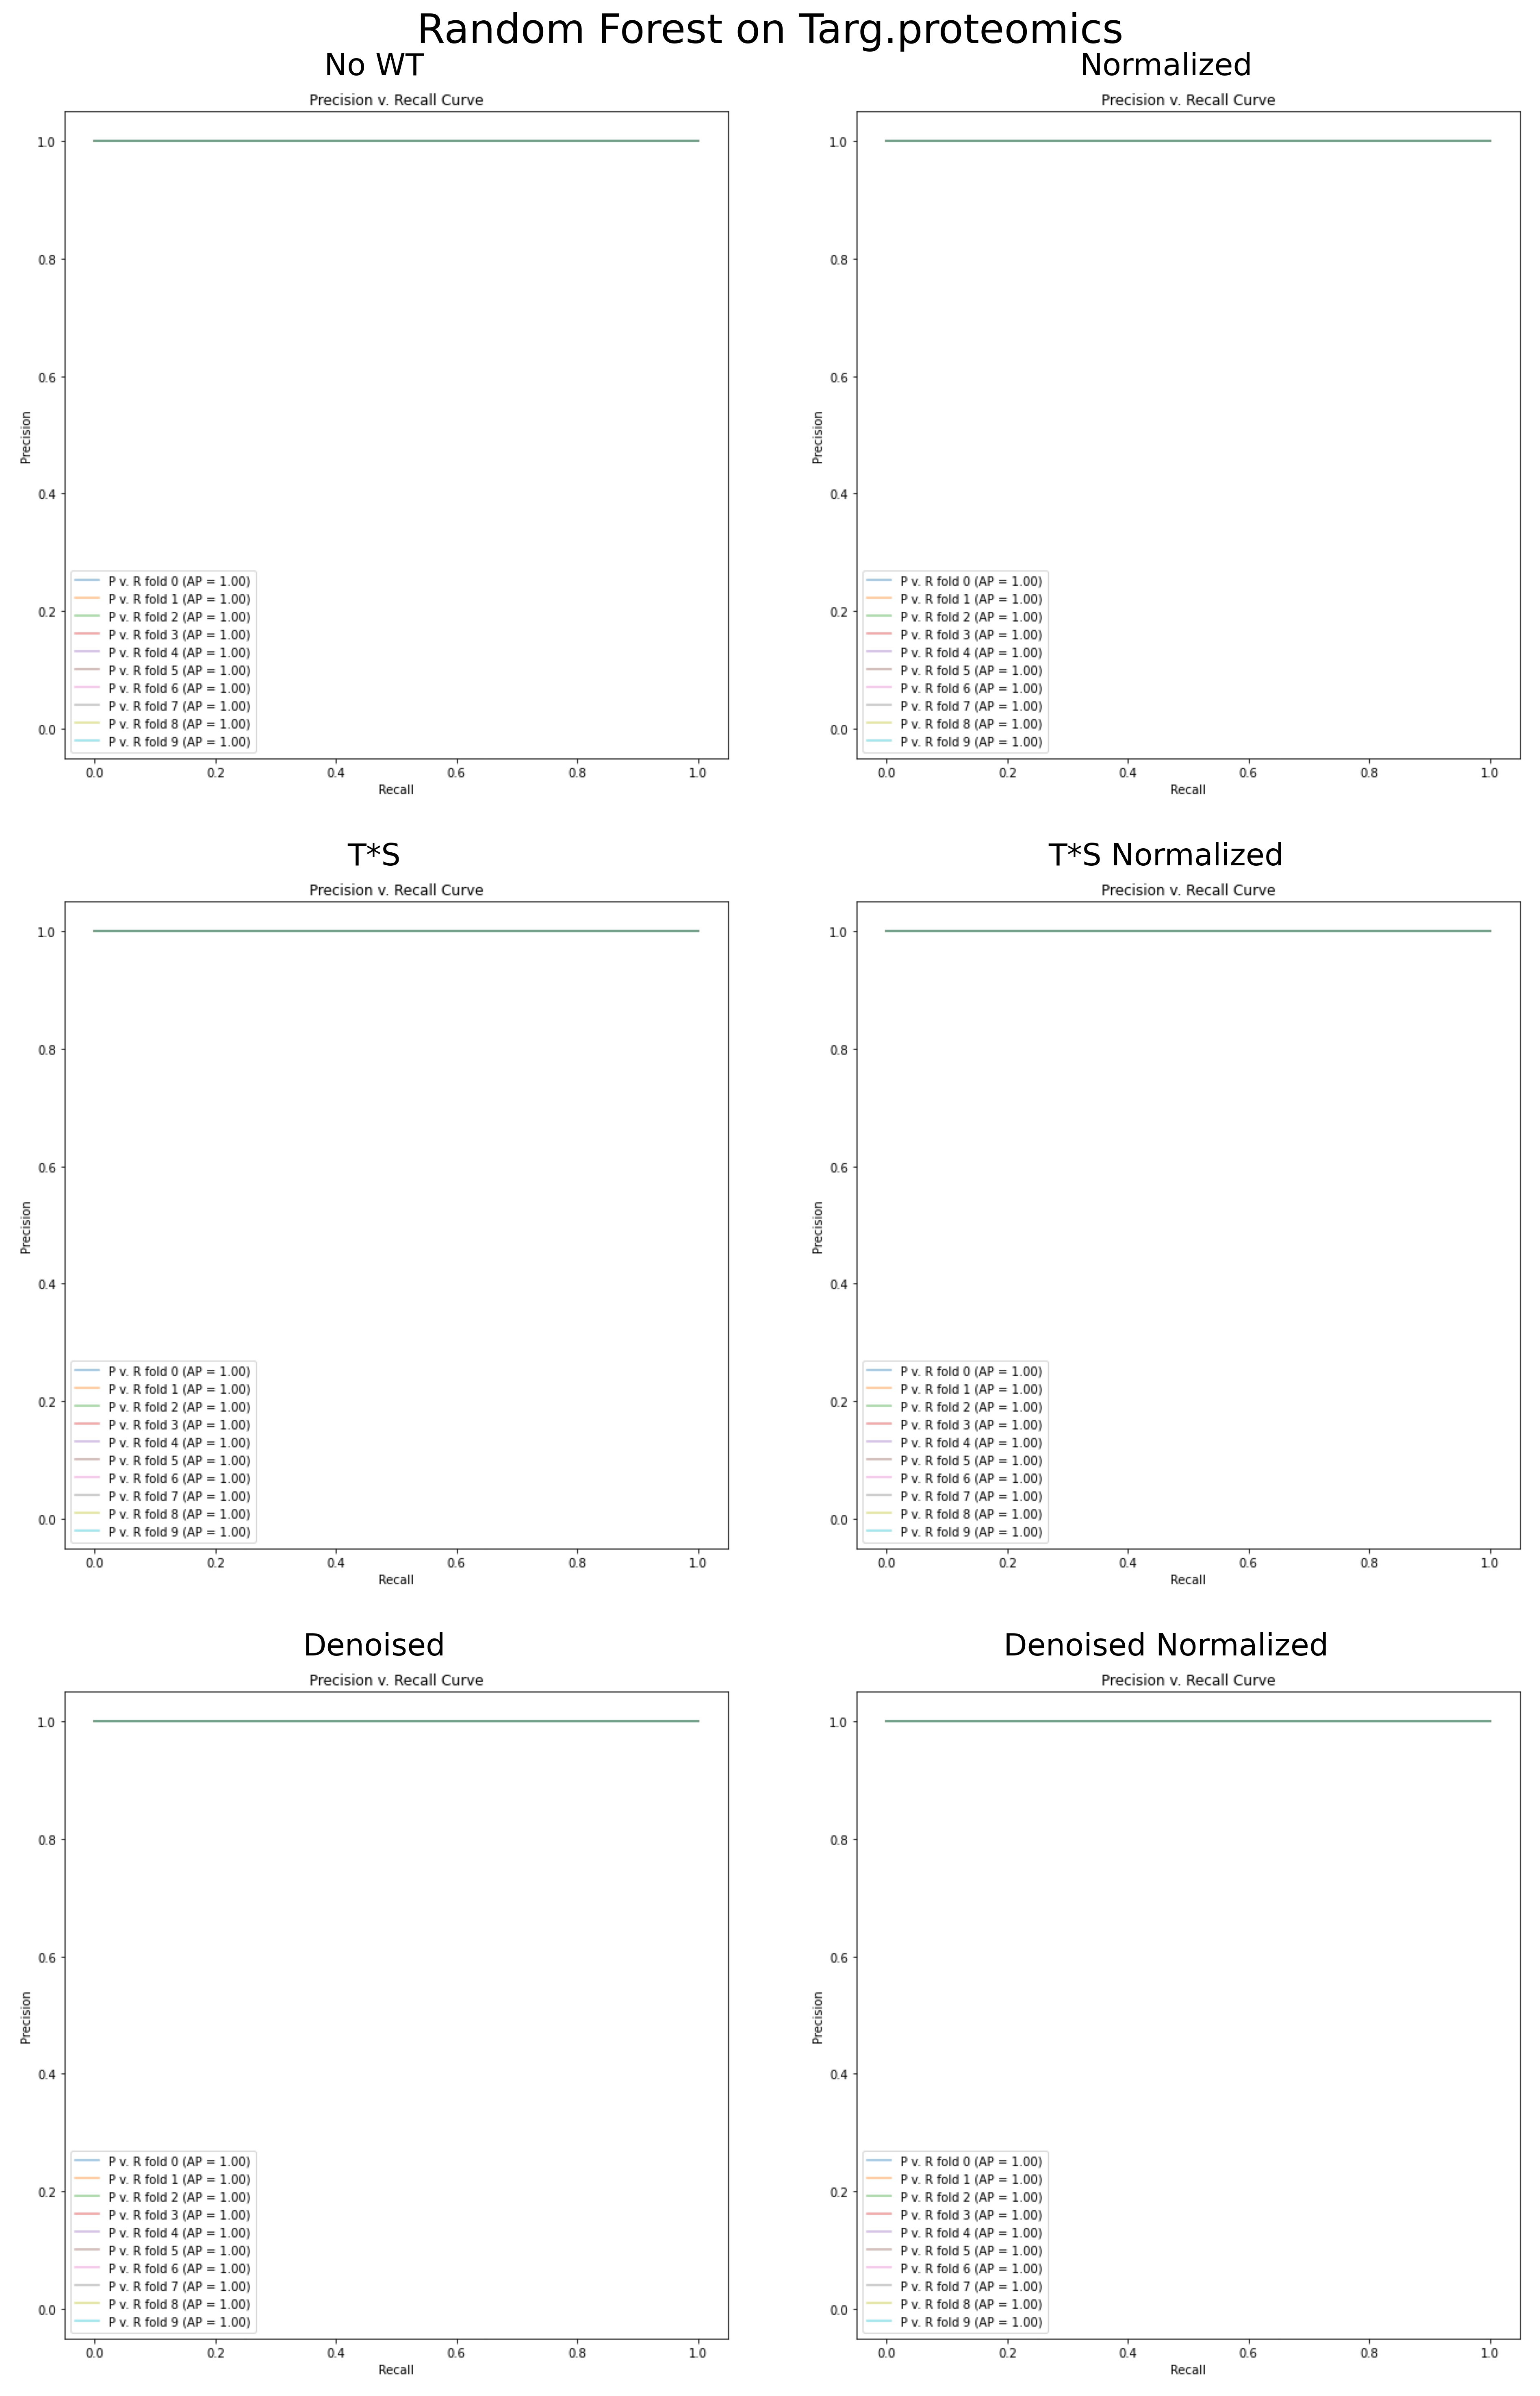 Random Forest on Targ.proteomics
No WT
Precision v. Recall Curve
1.0
0.8
0.6
0.4
0.2
0.0
Precision
P v. R fold 0 (AP = 1.00)
P v. R fold 1 (AP = 1.00)
P v. R fold 2 (AP = 1.00)
P v. R fold 3 (AP = 1.00)
P v. R fold 4 (AP = 1.00)
P v. R fold 5 (AP = 1.00)
P v. R fold 6 (AP = 1.00)
P v. R fold 7 (AP = 1.00)
P v. R fold 8 (AP = 1.00)
P v. R fold 9 (AP = 1.00)
0.0 0.2 0.4 0.6 0.8 1.0
Recall
Normalized
Precision v. Recall Curve
1.0
0.8
0.6
0.4
0.2
0.0
Precision
P v. R fold 0 (AP = 1.00)
P v. R fold 1 (AP = 1.00)
P v. R fold 2 (AP = 1.00)
P v. R fold 3 (AP = 1.00)
P v. R fold 4 (AP = 1.00)
P v. R fold 5 (AP = 1.00)
P v. R fold 6 (AP = 1.00)
P v. R fold 7 (AP = 1.00)
P v. R fold 8 (AP = 1.00)
P v. R fold 9 (AP = 1.00)
0.0 0.2 0.4 0.6 0.8 1.0
Recall
T*S
Precision v. Recall Curve
1.0
0.8
0.6
0.4
0.2
0.0
Precision
P v. R fold 0 (AP = 1.00)
P v. R fold 1 (AP = 1.00)
P v. R fold 2 (AP = 1.00)
P v. R fold 3 (AP = 1.00)
P v. R fold 4 (AP = 1.00)
P v. R fold 5 (AP = 1.00)
P v. R fold 6 (AP = 1.00)
P v. R fold 7 (AP = 1.00)
P v. R fold 8 (AP = 1.00)
P v. R fold 9 (AP = 1.00)
0.0 0.2 0.4 0.6 0.8 1.0
Recall
T*S Normalized
Precision v. Recall Curve
1.0
0.8
0.6
0.4
0.2
0.0
Precision
P v. R fold 0 (AP = 1.00)
P v. R fold 1 (AP = 1.00)
P v. R fold 2 (AP = 1.00)
P v. R fold 3 (AP = 1.00)
P v. R fold 4 (AP = 1.00)
P v. R fold 5 (AP = 1.00)
P v. R fold 6 (AP = 1.00)
P v. R fold 7 (AP = 1.00)
P v. R fold 8 (AP = 1.00)
P v. R fold 9 (AP = 1.00)
0.0 0.2 0.4 0.6 0.8 1.0
Recall
Denoised
Precision v. Recall Curve
1.0
0.8
0.6
0.4
0.2
0.0
Precision
P v. R fold 0 (AP = 1.00)
P v. R fold 1 (AP = 1.00)
P v. R fold 2 (AP = 1.00)
P v. R fold 3 (AP = 1.00)
P v. R fold 4 (AP = 1.00)
P v. R fold 5 (AP = 1.00)
P v. R fold 6 (AP = 1.00)
P v. R fold 7 (AP = 1.00)
P v. R fold 8 (AP = 1.00)
P v. R fold 9 (AP = 1.00)
0.0 0.2 0.4 0.6 0.8 1.0
Recall
Denoised Normalized
Precision v. Recall Curve
1.0
0.8
0.6
0.4
0.2
0.0
Precision
P v. R fold 0 (AP = 1.00)
P v. R fold 1 (AP = 1.00)
P v. R fold 2 (AP = 1.00)
P v. R fold 3 (AP = 1.00)
P v. R fold 4 (AP = 1.00)
P v. R fold 5 (AP = 1.00)
P v. R fold 6 (AP = 1.00)
P v. R fold 7 (AP = 1.00)
P v. R fold 8 (AP = 1.00)
P v. R fold 9 (AP = 1.00)
0.0 0.2 0.4 0.6 0.8 1.0
Recall